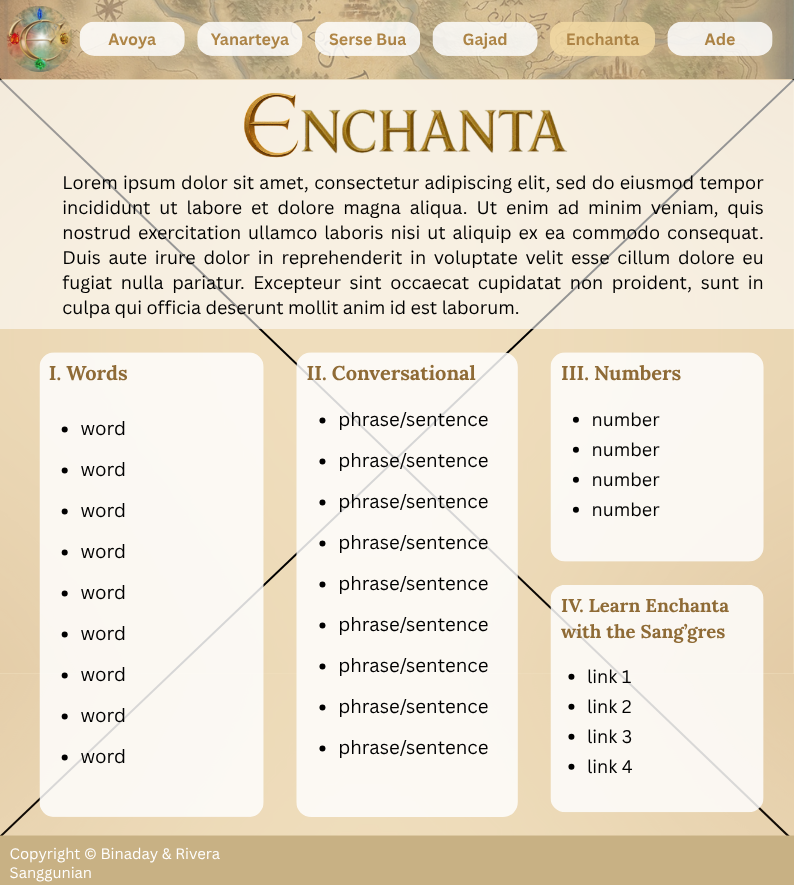 Avoya
Yanarteya
Serse Bua
Gajad
Enchanta
Ade
ENCHANTA
Lorem ipsum dolor sit amet, consectetur adipiscing elit, sed do eiusmod tempor
incididunt ut labore et dolore magna aliqua. Ut enim ad minim veniam, quis
nostrud exercitation ullamco laboris nisi ut aliquip ex ea commodo consequat.
Duis aute irure dolor in reprehenderit in voluptate velit esse cillum dolore eu
fugiat nulla pariatur. Excepteur sint occaecat cupidatat non proident, sunt in
culpa qui officia deserunt mollit anim id est laborum.
I. Words
• word
• word
• word
• word
• word
• word
• word
• word
• word
II. Conversational
• phrase/sentence
• phrase/sentence
• phrase/sentence
• phrase/sentence
• phrase/sentence
• phrase/sentence
• phrase/sentence
• phrase/sentence
• phrase/sentence
III. Numbers
• number
• number
• number
• number
IV. Learn Enchanta
with the Sang’gres
• link 1
• link 2
• link 3
• link 4
Copyright © Binaday & Rivera
Sanggunian